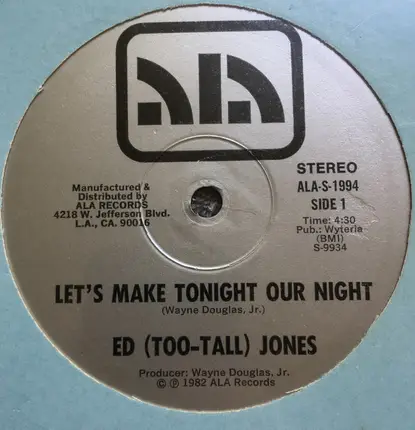 ala
STEREO
Manufactured &
Distributed by
ALA RECORDS
4218 W. Jefferson Blvd.
L.A., CA. 90016
ALA-S-1994
SIDE 1
Time: 4:30
Pub.: Wyteria
(BMI)
S-9934
LET'S MAKE TONIGHT OUR NIGHT
(Wayne Douglas, Jr.)
ED (TOO-TALL) JONES
Producer: Wayne Douglas, Jr.
© ℗ 1982 ALA Records